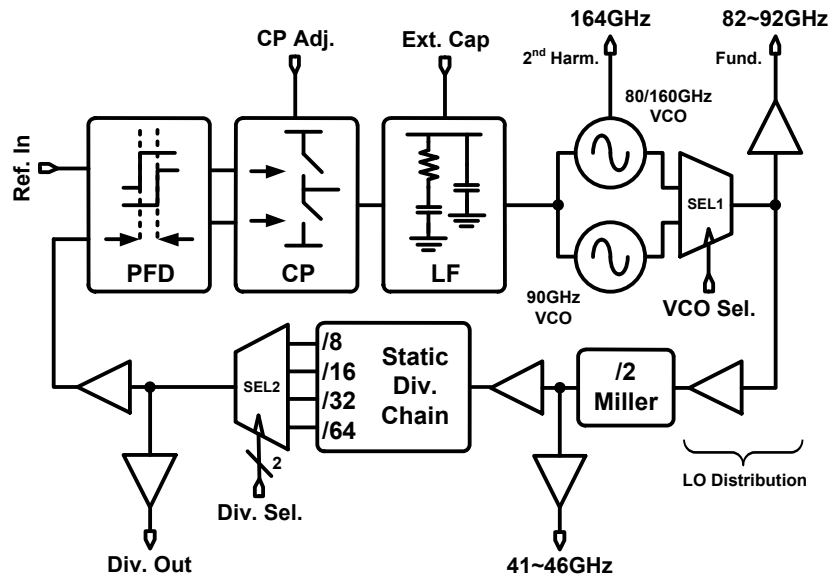 164GHz
82~92GHz
CP Adj.
Ext. Cap
2nd Harm.
Fund.
80/160GHz
VCO
Ref. In
SEL1
PFD
CP
LF
90GHz
VCO
VCO Sel.
/8
/16
/32
/64
SEL2
Static
Div.
Chain
/2
Miller
2
LO Distribution
Div. Sel.
Div. Out
41~46GHz